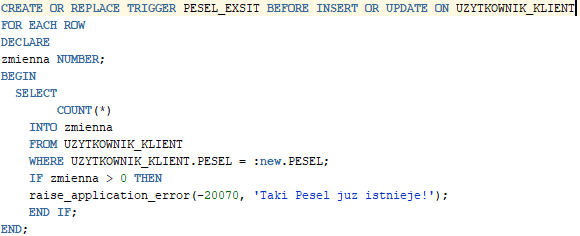 CREATE OR REPLACE TRIGGER PESEL_EXSIT BEFORE INSERT OR UPDATE ON UZYTKOWNIK_KLIENT
FOR EACH ROW
DECLARE
zmienna NUMBER;
BEGIN
SELECT
COUNT(*)
INTO zmienna
FROM UZYTKOWNIK_KLIENT
WHERE UZYTKOWNIK_KLIENT.PESEL = :new.PESEL;
IF zmienna > 0 THEN
raise_application_error(-20070, 'Taki Pesel juz istnieje!');
END IF;
END;